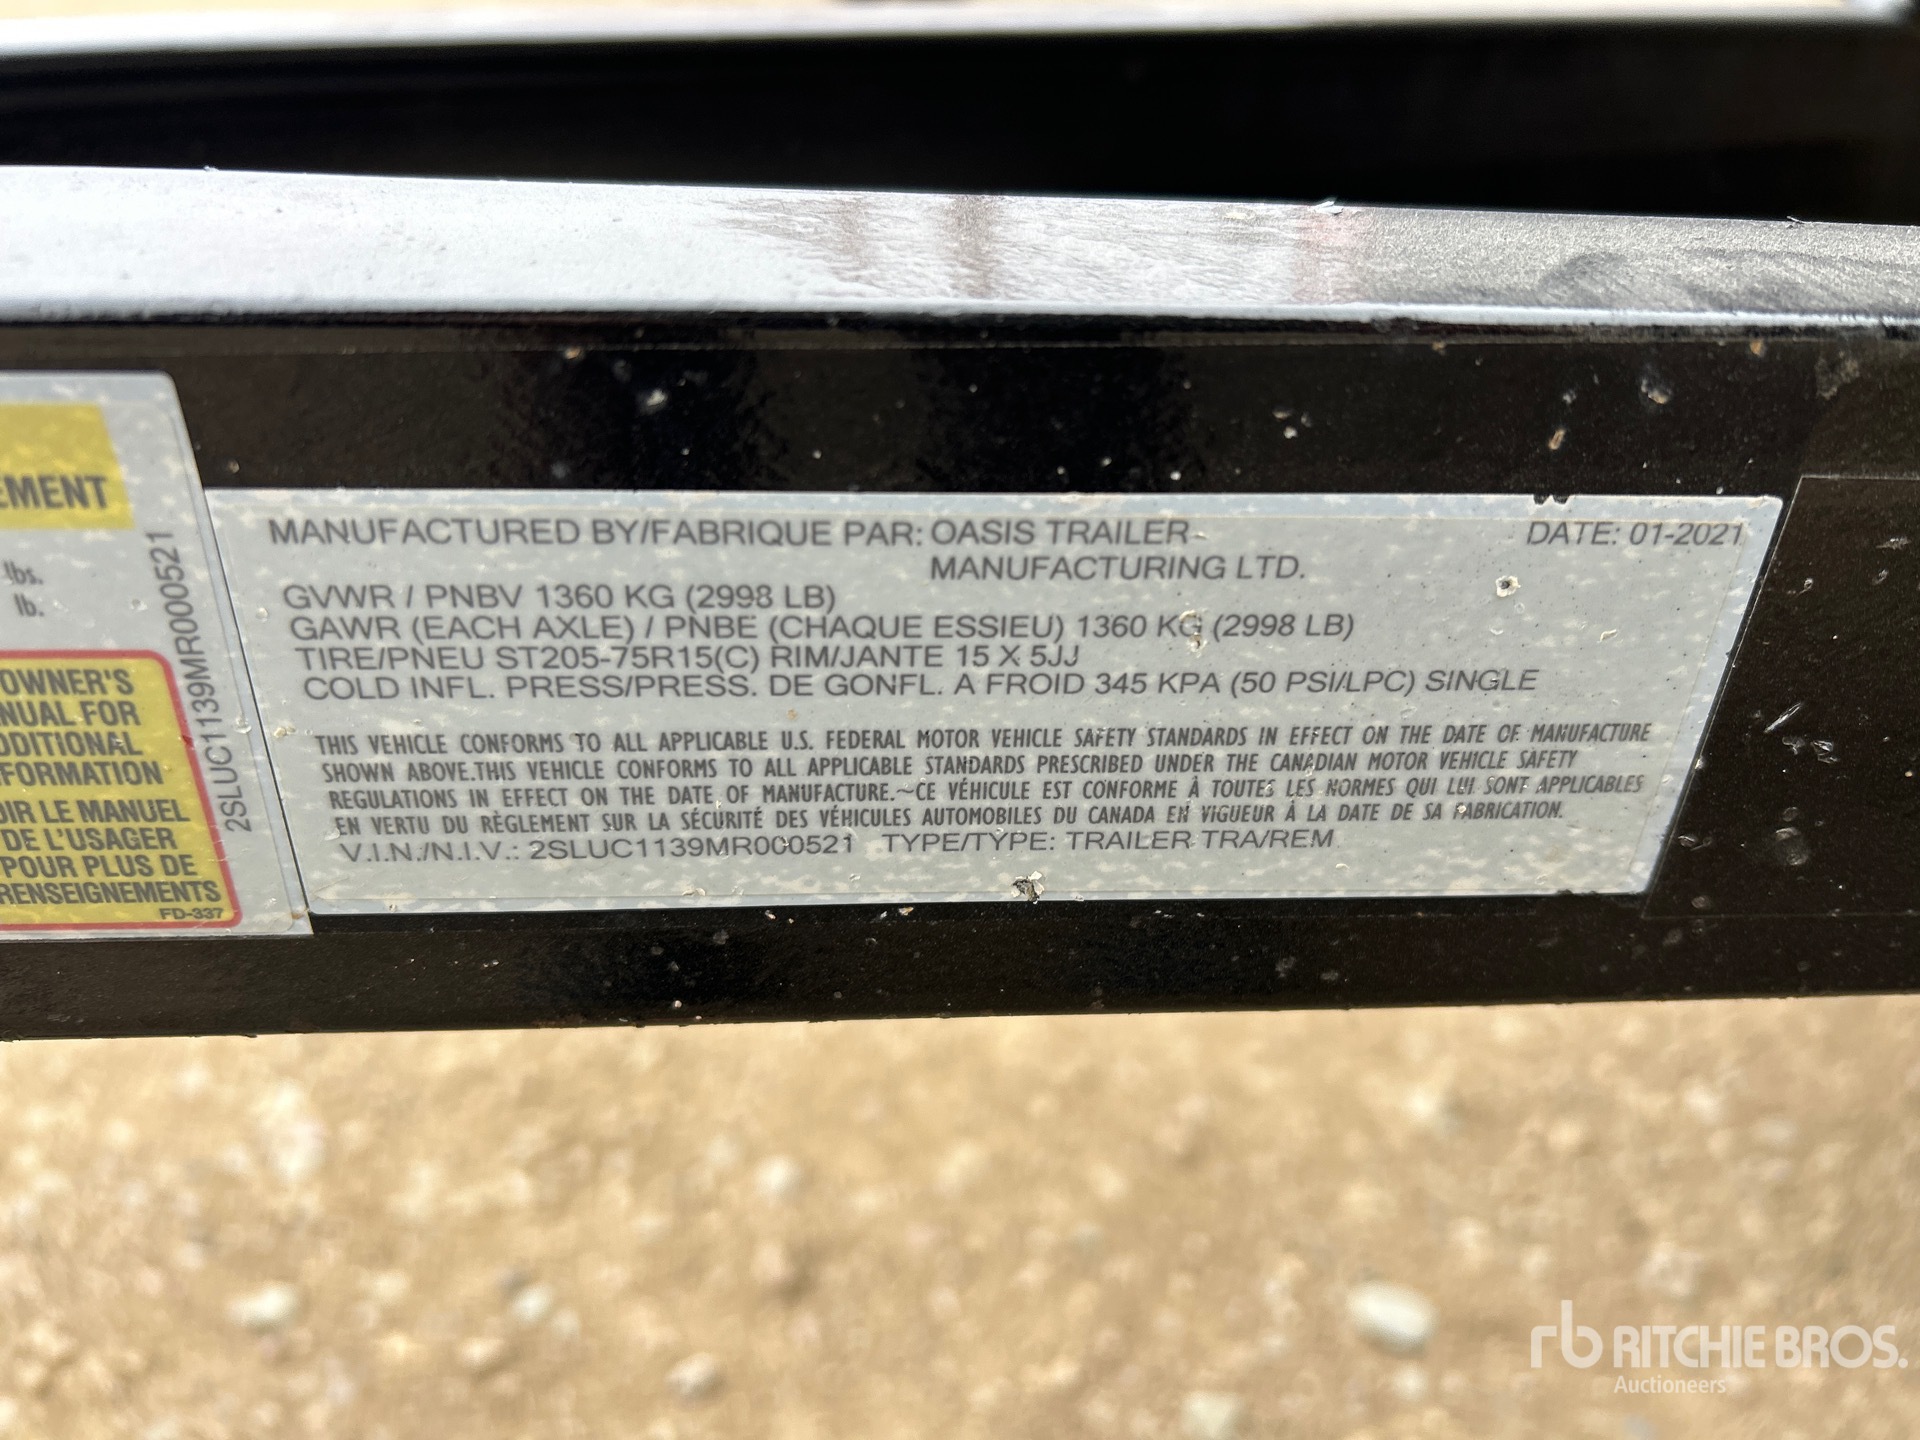 EMENT
lbs.
lb.
OWNER'S
NUAL FOR
DDITIONAL
FORMATION
OIR LE MANUEL
DE L'USAGER
POUR PLUS DE
RENSEIGNEMENTS
FD-337
2SLUC1139MR000521
MANUFACTURED BY/FABRIQUE PAR: OASIS TRAILER DATE: 01-2021
MANUFACTURING LTD.
GVWR / PNBV 1360 KG (2998 LB)
GAWR (EACH AXLE) / PNBE (CHAQUE ESSIEU) 1360 KG (2998 LB)
TIRE/PNEU ST205-75R15(C) RIM/JANTE 15 X 5JJ
COLD INFL. PRESS/PRESS. DE GONFL. A FROID 345 KPA (50 PSI/LPC) SINGLE
THIS VEHICLE CONFORMS TO ALL APPLICABLE U.S. FEDERAL MOTOR VEHICLE SAFETY STANDARDS IN EFFECT ON THE DATE OF MANUFACTURE
SHOWN ABOVE.THIS VEHICLE CONFORMS TO ALL APPLICABLE STANDARDS PRESCRIBED UNDER THE CANADIAN MOTOR VEHICLE SAFETY
REGULATIONS IN EFFECT ON THE DATE OF MANUFACTURE.~CE VÉHICULE EST CONFORME À TOUTES LES NORMES QUI LUI SONT APPLICABLES
EN VERTU DU RÈGLEMENT SUR LA SÉCURITÉ DES VÉHICULES AUTOMOBILES DU CANADA EN VIGUEUR À LA DATE DE SA FABRICATION.
V.I.N./N.I.V.: 2SLUC1139MR000521 TYPE/TYPE: TRAILER TRA/REM
rb RITCHIE BROS.
Auctioneers